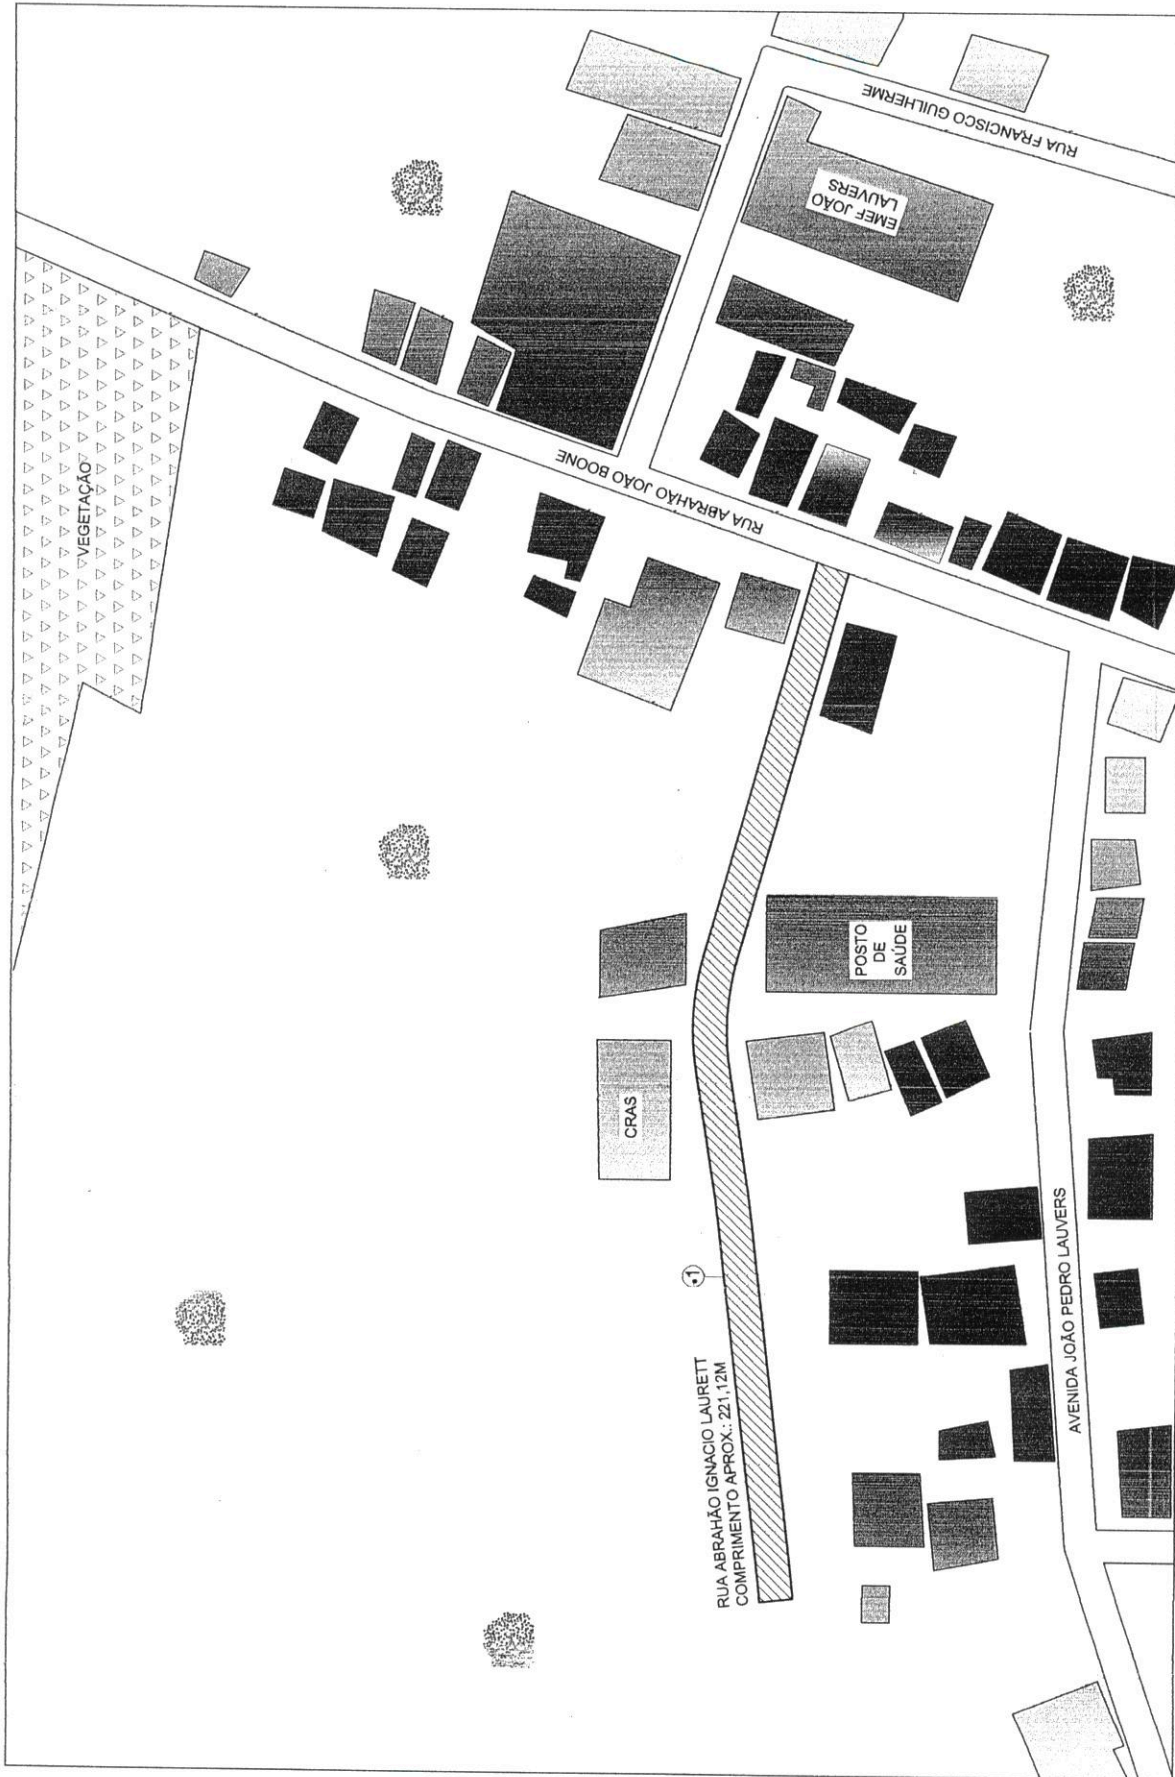 VEGETAÇÃO
RUA FRANCISCO GUILHERME
EMEF JOÃO
LAUVERS
RUA ABRAHÃO JOÃO BOONE
CRAS
POSTO
DE
SAÚDE
1
RUA ABRAHÃO IGNACIO LAURETT
COMPRIMENTO APROX.: 221,12M
AVENIDA JOÃO PEDRO LAUVERS